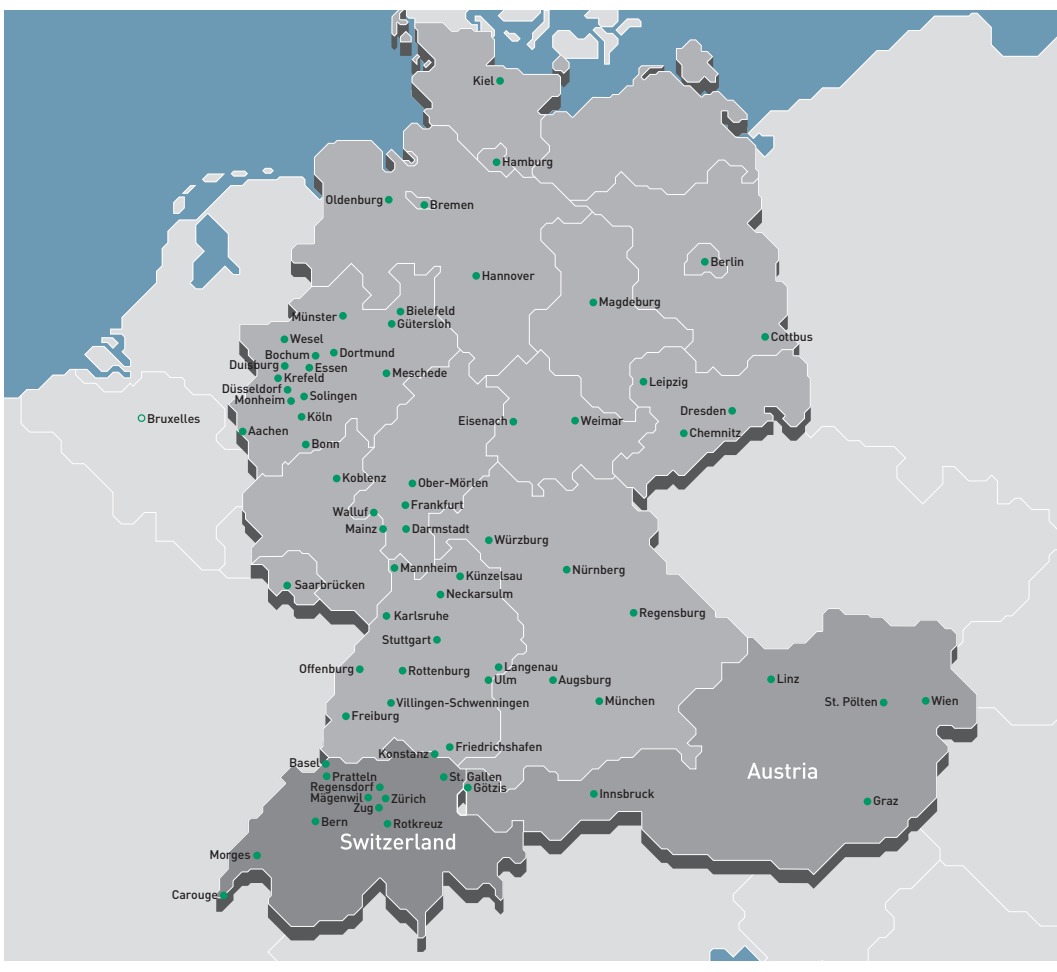 Kiel
Hamburg
Oldenburg
Bremen
Berlin
Hannover
Magdeburg
Bielefeld
Münster
Gütersloh
Cottbus
Wesel
Dortmund
Bochum
Duisburg
Essen
Meschede
Krefeld
Leipzig
Düsseldorf
Solingen
Monheim
Dresden
Bruxelles
Köln
Eisenach
Weimar
Aachen
Chemnitz
Bonn
Koblenz
Ober-Mörlen
Frankfurt
Walluf
Mainz
Darmstadt
Würzburg
Mannheim
Nürnberg
Künzelsau
Saarbrücken
Neckarsulm
Regensburg
Karlsruhe
Stuttgart
Langenau
Offenburg
Rottenburg
Ulm
Augsburg
Linz
München
Villingen-Schwenningen
St. Pölten
Wien
Freiburg
Friedrichshafen
Konstanz
Basel
Austria
Pratteln
St. Gallen
Regensdorf
Götzis
Innsbruck
Mägenwil
Zürich
Graz
Zug
Bern
Rotkreuz
Switzerland
Morges
Carouge